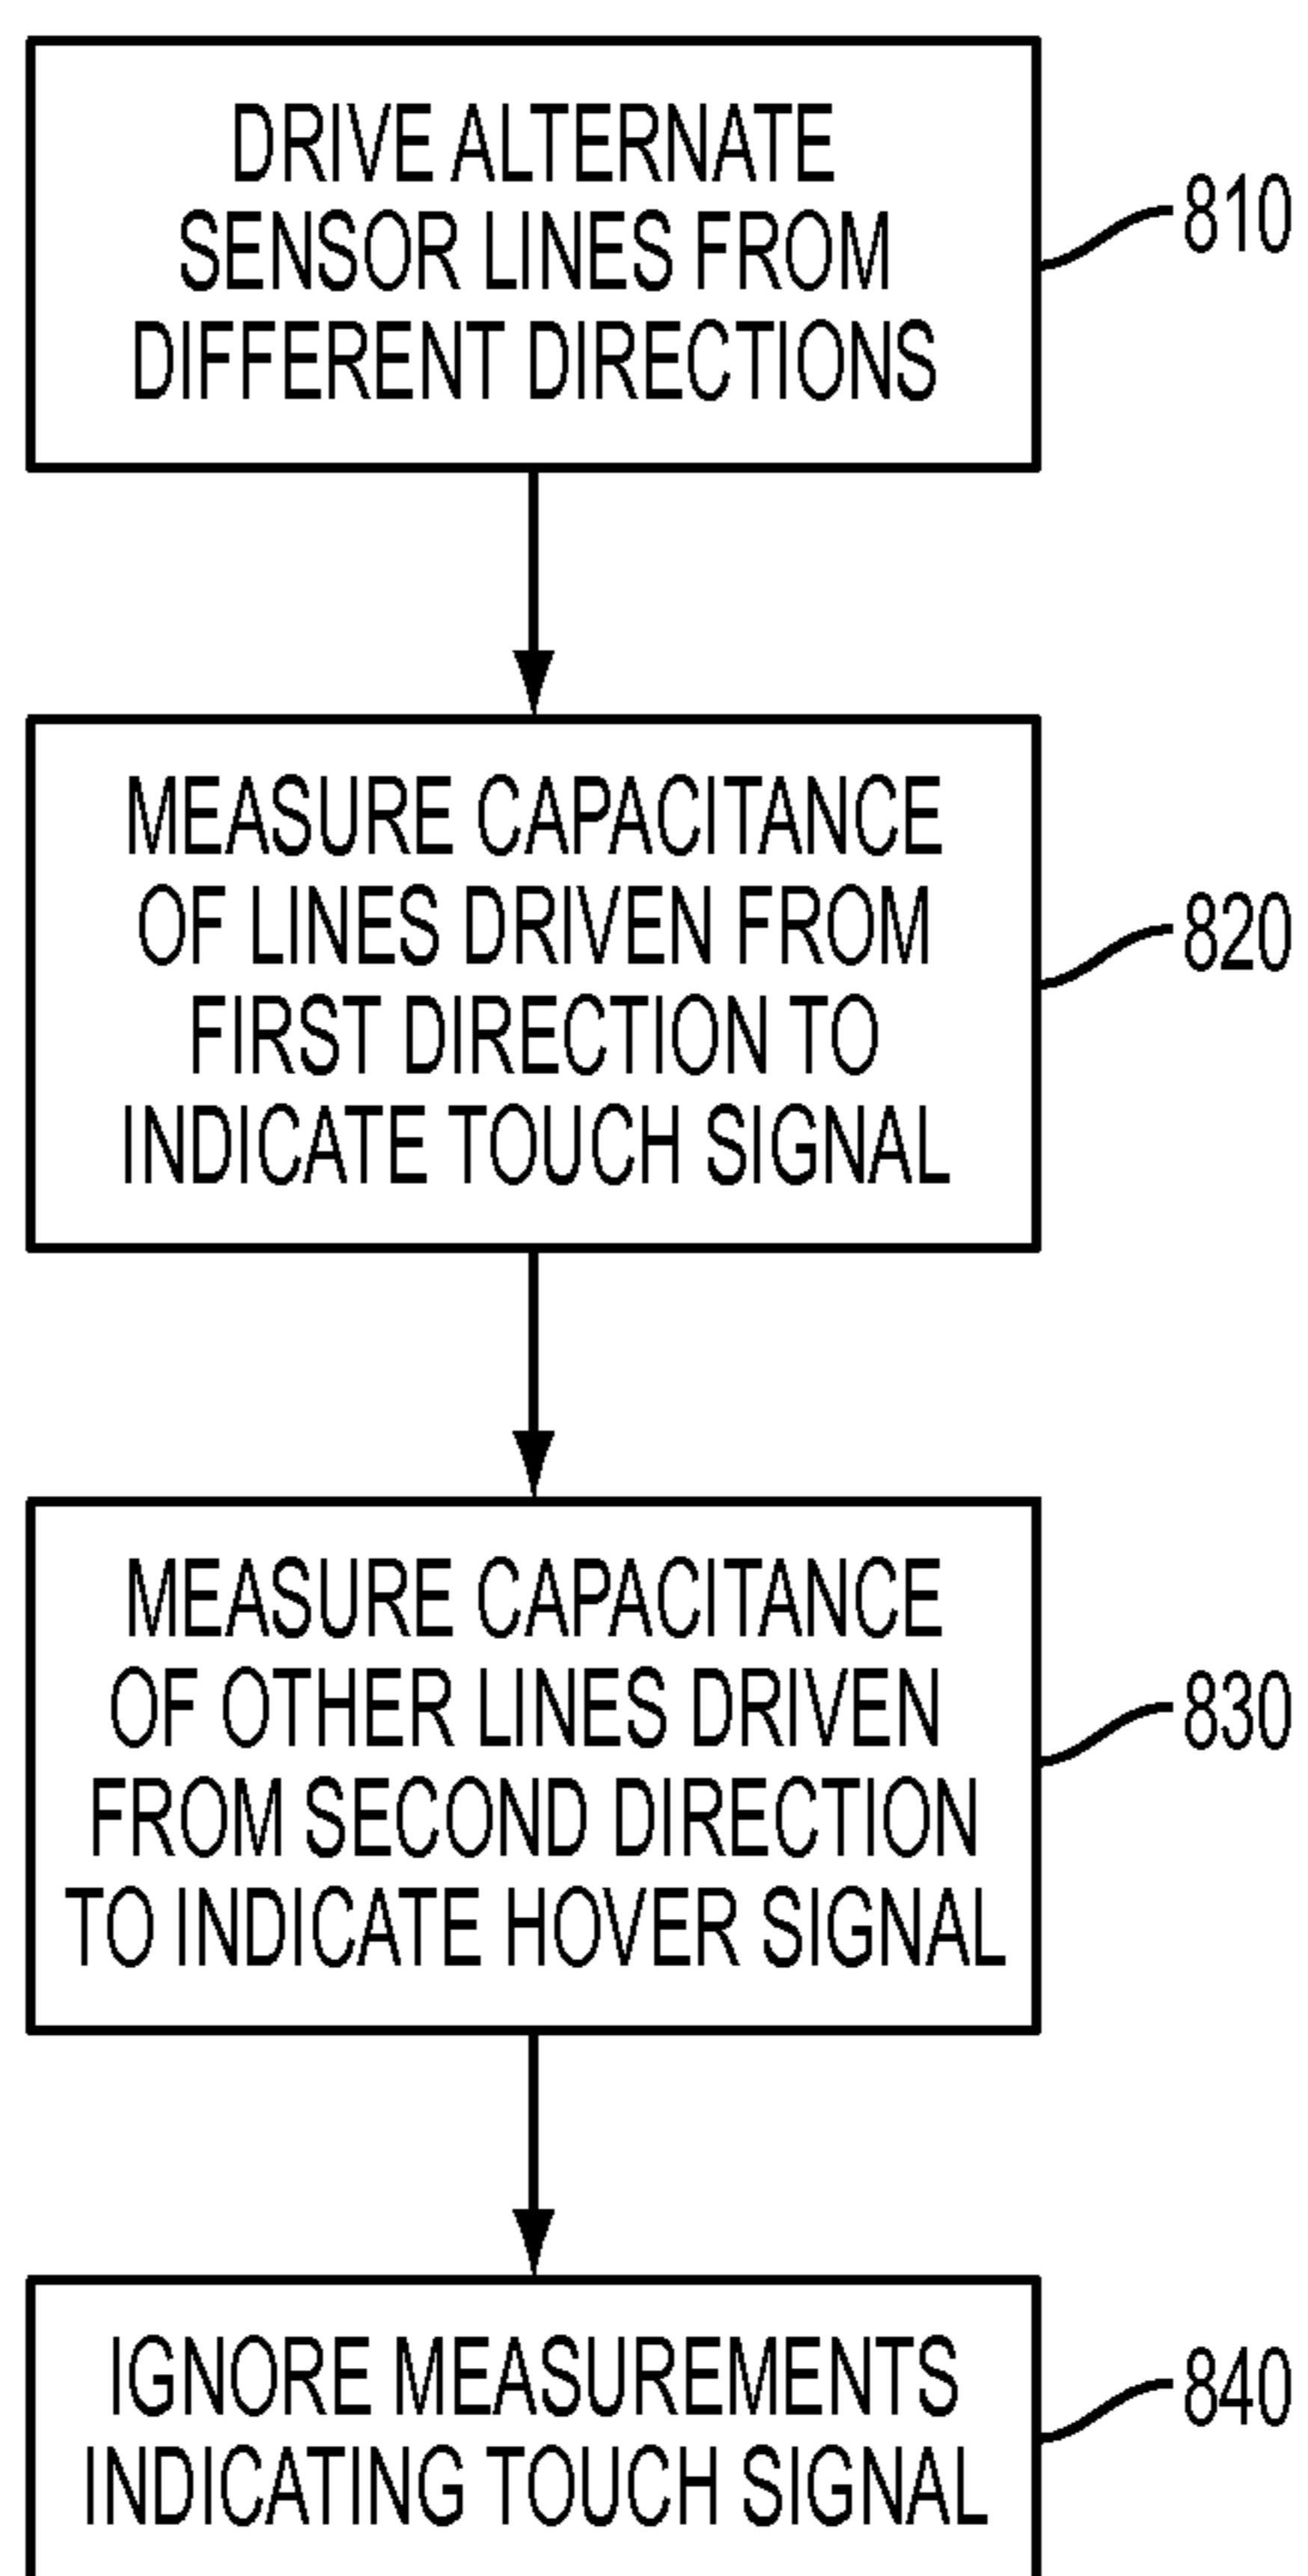 DRIVE ALTERNATE
SENSOR LINES FROM
DIFFERENT DIRECTIONS
810
MEASURE CAPACITANCE
OF LINES DRIVEN FROM
FIRST DIRECTION TO
INDICATE TOUCH SIGNAL
820
MEASURE CAPACITANCE
OF OTHER LINES DRIVEN
FROM SECOND DIRECTION
TO INDICATE HOVER SIGNAL
830
IGNORE MEASUREMENTS
INDICATING TOUCH SIGNAL
840